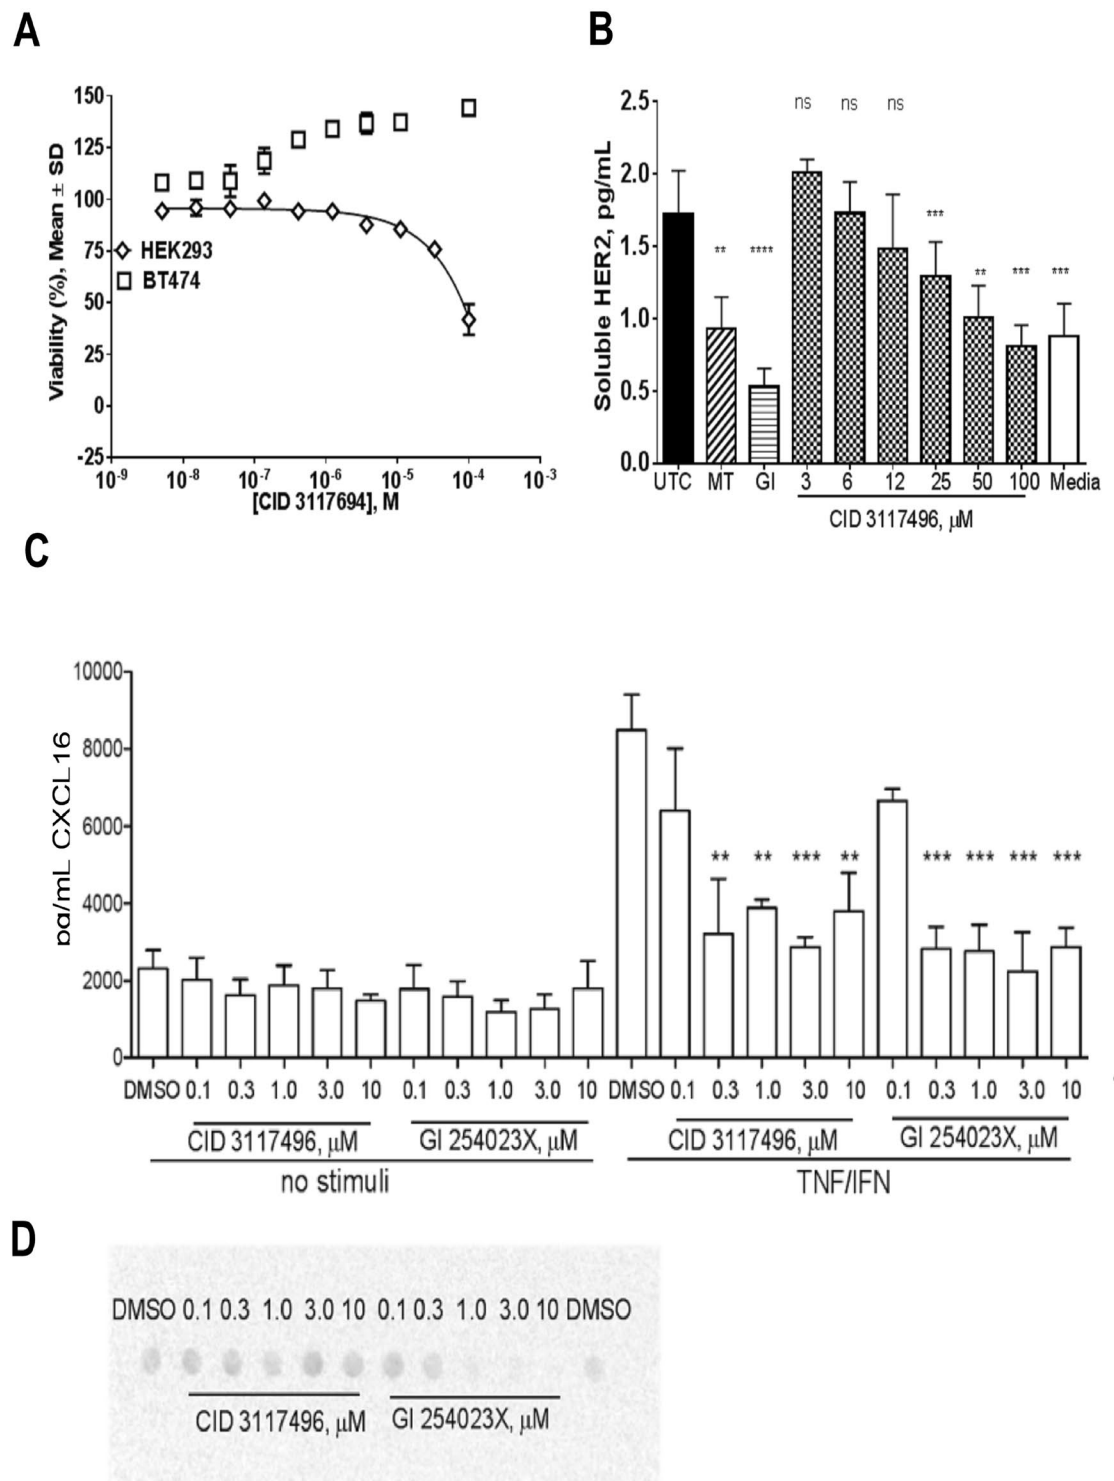 A
150
125
100
75
50
25
0
-25
Viability (%), Mean ± SD
HEK293
BT474
10-9 10-8 10-7 10-6 10-5 10-4 10-3
[CID 3117694], M
B
2.5
2.0
1.5
1.0
0.5
0.0
Soluble HER2, pg/mL
ns ns ns
** **** *** ** *** ***
UTC MT GI 3 6 12 25 50 100 Media
CID 3117496, μM
C
10000
8000
6000
4000
2000
0
pg/mL CXCL16
** ** *** ** *** *** *** ***
DMSO 0.1 0.3 1.0 3.0 10 0.1 0.3 1.0 3.0 10 DMSO 0.1 0.3 1.0 3.0 10 0.1 0.3 1.0 3.0 10
CID 3117496, μM GI 254023X, μM CID 3117496, μM GI 254023X, μM
no stimuli TNF/IFN
D
DMSO 0.1 0.3 1.0 3.0 10 0.1 0.3 1.0 3.0 10 DMSO
CID 3117496, μM GI 254023X, μM